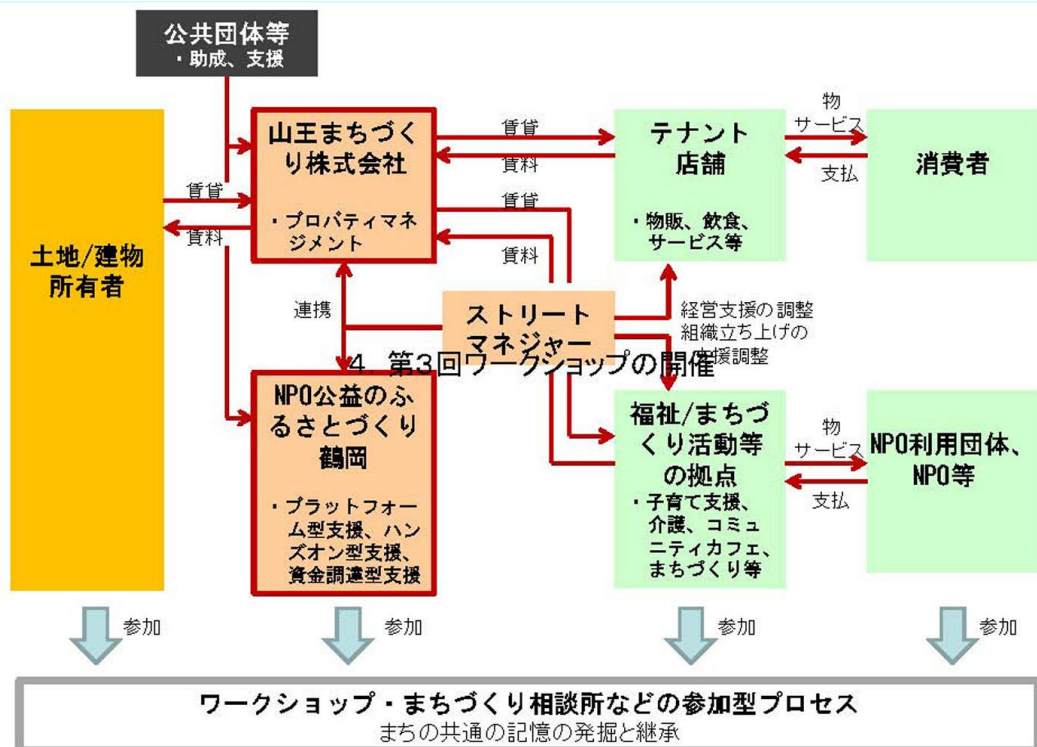 公共団体等
・助成、支援
土地/建物
所有者
賃貸
賃料
山王まちづく
り株式会社
・プロパティマネ
ジメント
賃貸
賃料
賃貸
賃料
テナント
店舗
・物販、飲食、
サービス等
物
サービス
支払
消費者
連携
ストリート
マネジャー
経営支援の調整
組織立ち上げの
支援調整
4. 第3回ワークショップの開催
NPO公益のふ
るさとづくり
鶴岡
・プラットフォー
ム型支援、ハン
ズオン型支援、
資金調達型支援
福祉/まちづ
くり活動等
の拠点
・子育て支援、
介護、コミュ
ニティカフェ、
まちづくり等
物
サービス
支払
NPO利用団体、
NPO等
参加
参加
参加
参加
ワークショップ・まちづくり相談所などの参加型プロセス
まちの共通の記憶の発掘と継承